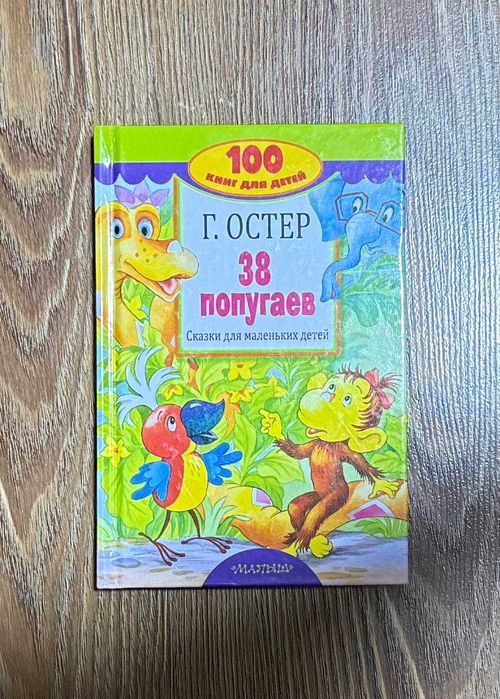 100
КНИГ ДЛЯ ДЕТЕЙ
Г. ОСТЕР
38
ПОПУГАЕВ
Сказки для маленьких детей
«МАЛЫШ»